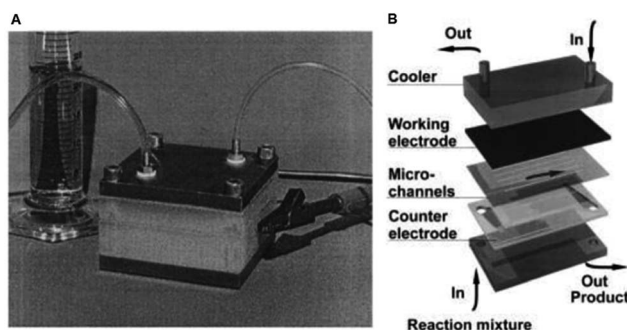 A
B
Out
In
Cooler
Working
electrode
Micro-
channels
Counter
electrode
In
Out
Product
Reaction mixture